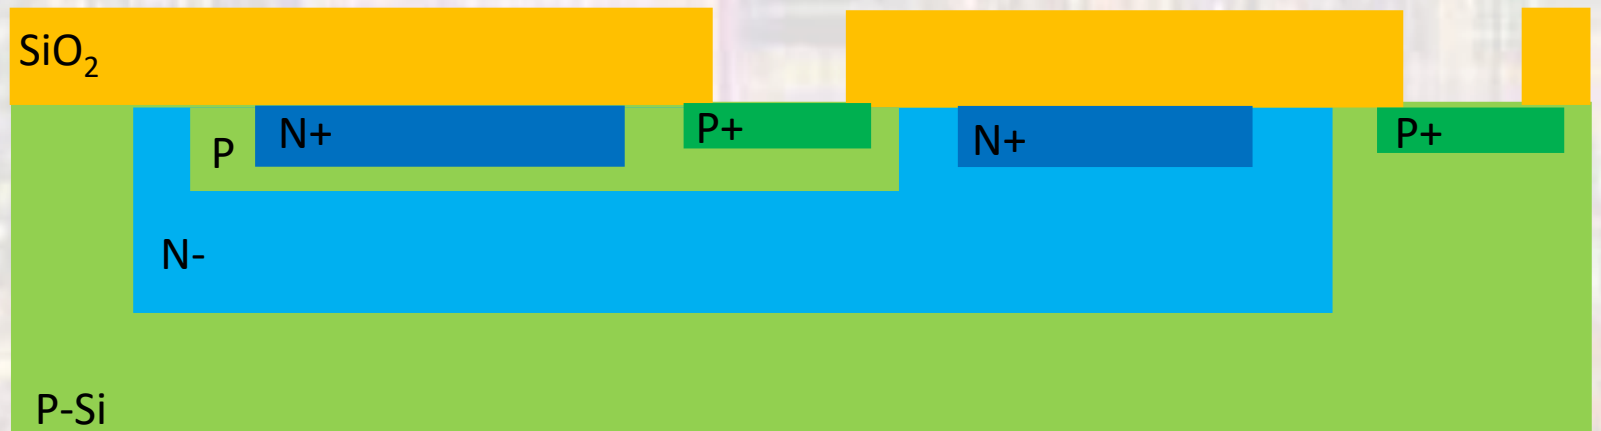 SiO₂
P
N+
P+
N+
P+
N-
P-Si